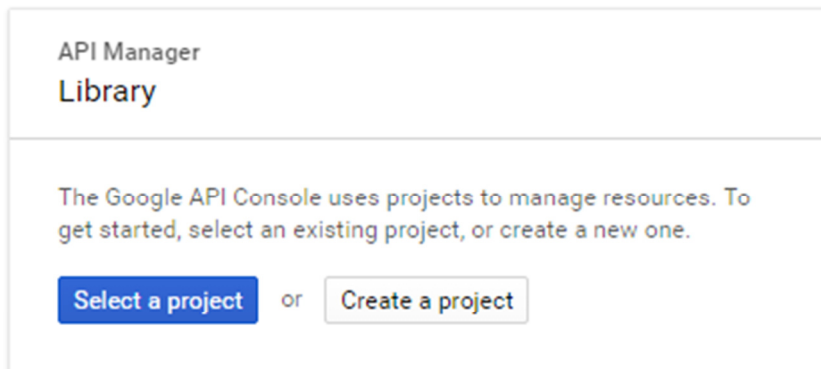 API Manager
Library
The Google API Console uses projects to manage resources. To
get started, select an existing project, or create a new one.
Select a project or Create a project